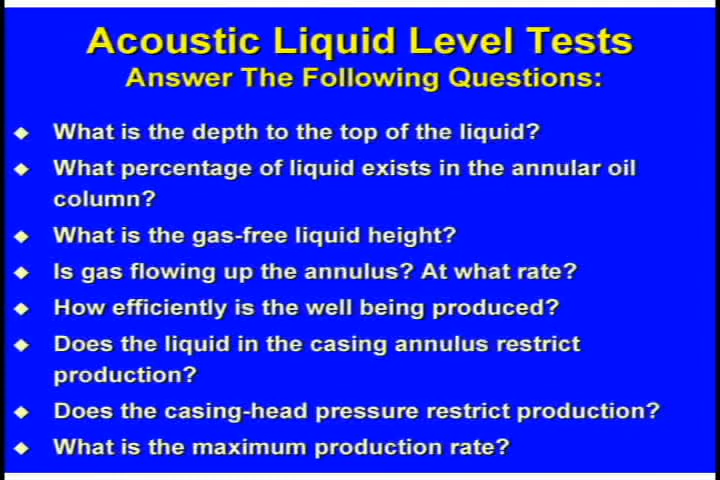 Acoustic Liquid Level Tests
Answer The Following Questions:
What is the depth to the top of the liquid?
What percentage of liquid exists in the annular oil
column?
What is the gas-free liquid height?
Is gas flowing up the annulus? At what rate?
How efficiently is the well being produced?
Does the liquid in the casing annulus restrict
production?
Does the casing-head pressure restrict production?
What is the maximum production rate?